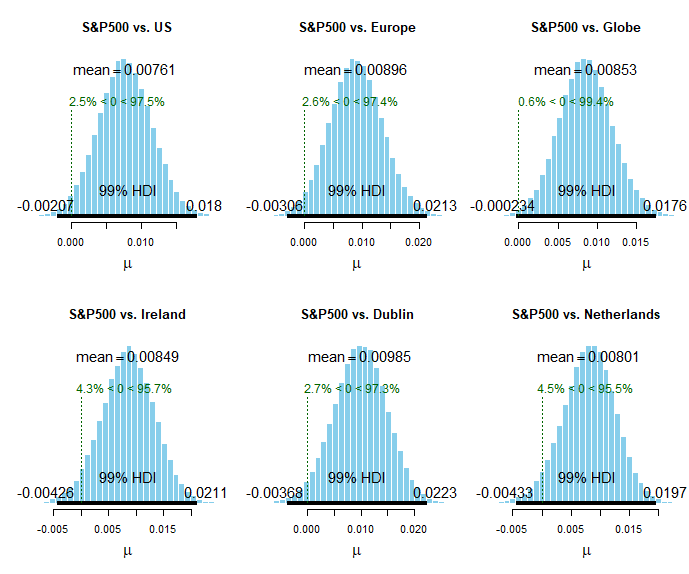 S&P500 vs. US
mean = 0.00761
2.5% < 0 < 97.5%
99% HDI
-0.00207 0.018
0.000 0.010
μ
S&P500 vs. Europe
mean = 0.00896
2.6% < 0 < 97.4%
99% HDI
-0.00306 0.0213
0.000 0.010 0.020
μ
S&P500 vs. Globe
mean = 0.00853
0.6% < 0 < 99.4%
99% HDI
-0.000234 0.0176
0.000 0.005 0.010 0.015
μ
S&P500 vs. Ireland
mean = 0.00849
4.3% < 0 < 95.7%
99% HDI
-0.00426 0.0211
-0.005 0.005 0.015
μ
S&P500 vs. Dublin
mean = 0.00985
2.7% < 0 < 97.3%
99% HDI
-0.00368 0.0223
0.000 0.010 0.020
μ
S&P500 vs. Netherlands
mean = 0.00801
4.5% < 0 < 95.5%
99% HDI
-0.00433 0.0197
-0.005 0.005 0.015
μ